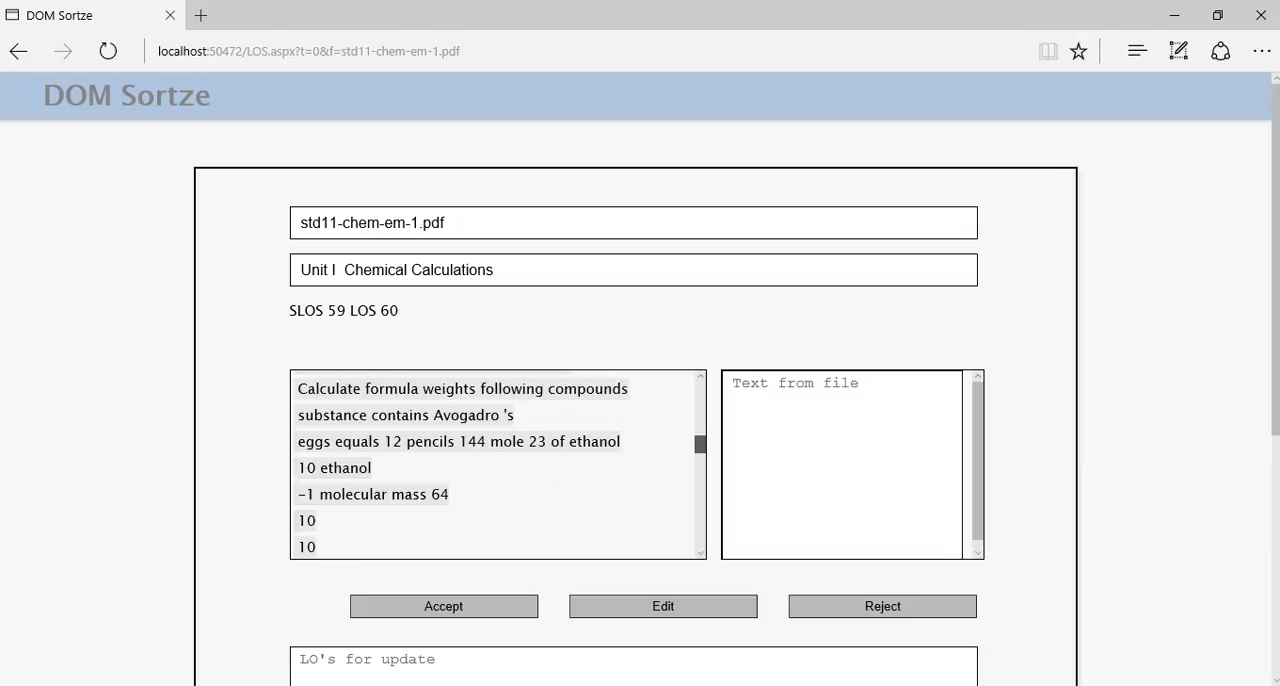 DOM Sortze
localhost:50472/LOS.aspx?t=0&f=std11-chem-em-1.pdf
DOM Sortze
std11-chem-em-1.pdf
Unit I  Chemical Calculations
SLOS 59 LOS 60
Calculate formula weights following compounds
substance contains Avogadro 's
eggs equals 12 pencils 144 mole 23 of ethanol
10 ethanol
-1 molecular mass 64
10
10
Text from file
Accept
Edit
Reject
LO's for update